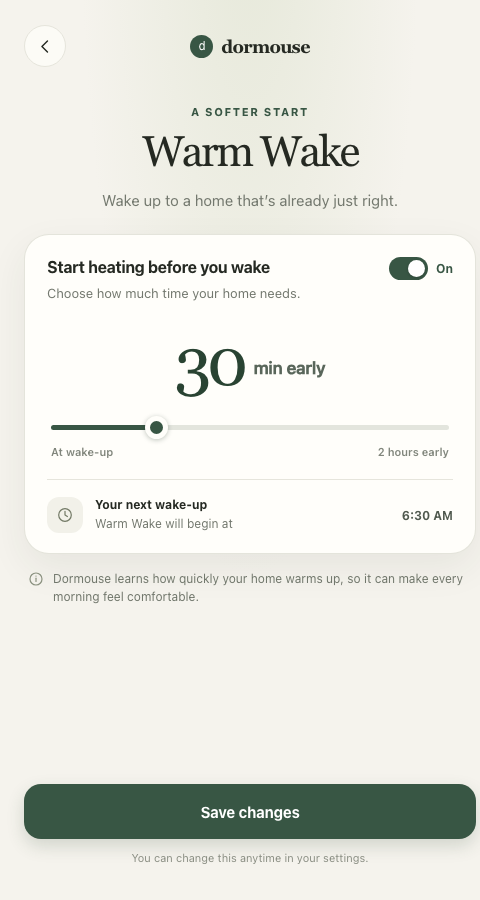 d dormouse
A SOFTER START
Warm Wake
Wake up to a home that’s already just right.
Start heating before you wake
On
Choose how much time your home needs.
30 min early
At wake-up
2 hours early
Your next wake-up
Warm Wake will begin at
6:30 AM
Dormouse learns how quickly your home warms up, so it can make every
morning feel comfortable.
Save changes
You can change this anytime in your settings.